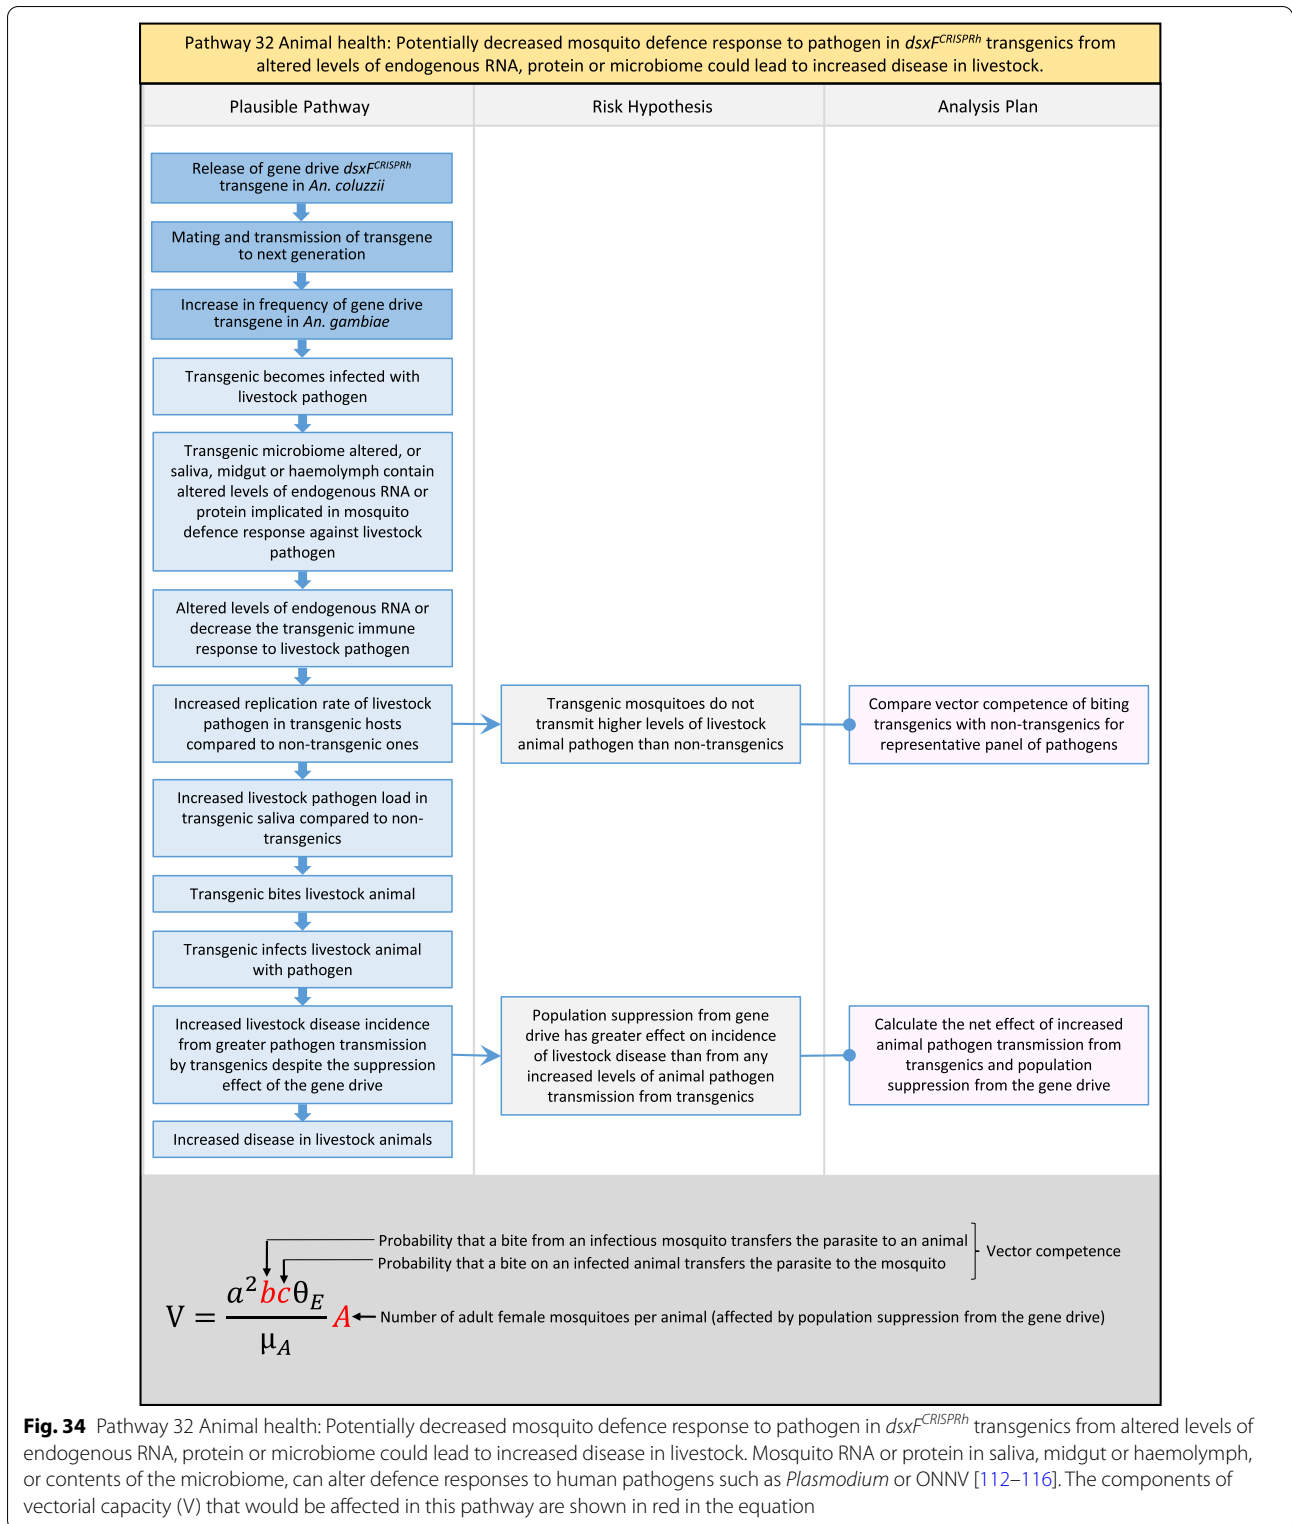 Pathway 32 Animal health: Potentially decreased mosquito defence response to pathogen in dsxF^CRISPRh transgenics from
altered levels of endogenous RNA, protein or microbiome could lead to increased disease in livestock.
Plausible Pathway
Risk Hypothesis
Analysis Plan
Release of gene drive dsxF^CRISPRh
transgene in An. coluzzii
Mating and transmission of transgene
to next generation
Increase in frequency of gene drive
transgene in An. gambiae
Transgenic becomes infected with
livestock pathogen
Transgenic microbiome altered, or
saliva, midgut or haemolymph contain
altered levels of endogenous RNA or
protein implicated in mosquito
defence response against livestock
pathogen
Altered levels of endogenous RNA or
decrease the transgenic immune
response to livestock pathogen
Increased replication rate of livestock
pathogen in transgenic hosts
compared to non-transgenic ones
Transgenic mosquitoes do not
transmit higher levels of livestock
animal pathogen than non-transgenics
Compare vector competence of biting
transgenics with non-transgenics for
representative panel of pathogens
Increased livestock pathogen load in
transgenic saliva compared to non-
transgenics
Transgenic bites livestock animal
Transgenic infects livestock animal
with pathogen
Increased livestock disease incidence
from greater pathogen transmission
by transgenics despite the suppression
effect of the gene drive
Population suppression from gene
drive has greater effect on incidence
of livestock disease than from any
increased levels of animal pathogen
transmission from transgenics
Calculate the net effect of increased
animal pathogen transmission from
transgenics and population
suppression from the gene drive
Increased disease in livestock animals
Probability that a bite from an infectious mosquito transfers the parasite to an animal
Probability that a bite on an infected animal transfers the parasite to the mosquito
Vector competence
V = a²bcθ_E / μ_A A
Number of adult female mosquitoes per animal (affected by population suppression from the gene drive)
Fig. 34 Pathway 32 Animal health: Potentially decreased mosquito defence response to pathogen in dsxF^CRISPRh transgenics from altered levels of
endogenous RNA, protein or microbiome could lead to increased disease in livestock. Mosquito RNA or protein in saliva, midgut or haemolymph,
or contents of the microbiome, can alter defence responses to human pathogens such as Plasmodium or ONNV [112–116]. The components of
vectorial capacity (V) that would be affected in this pathway are shown in red in the equation